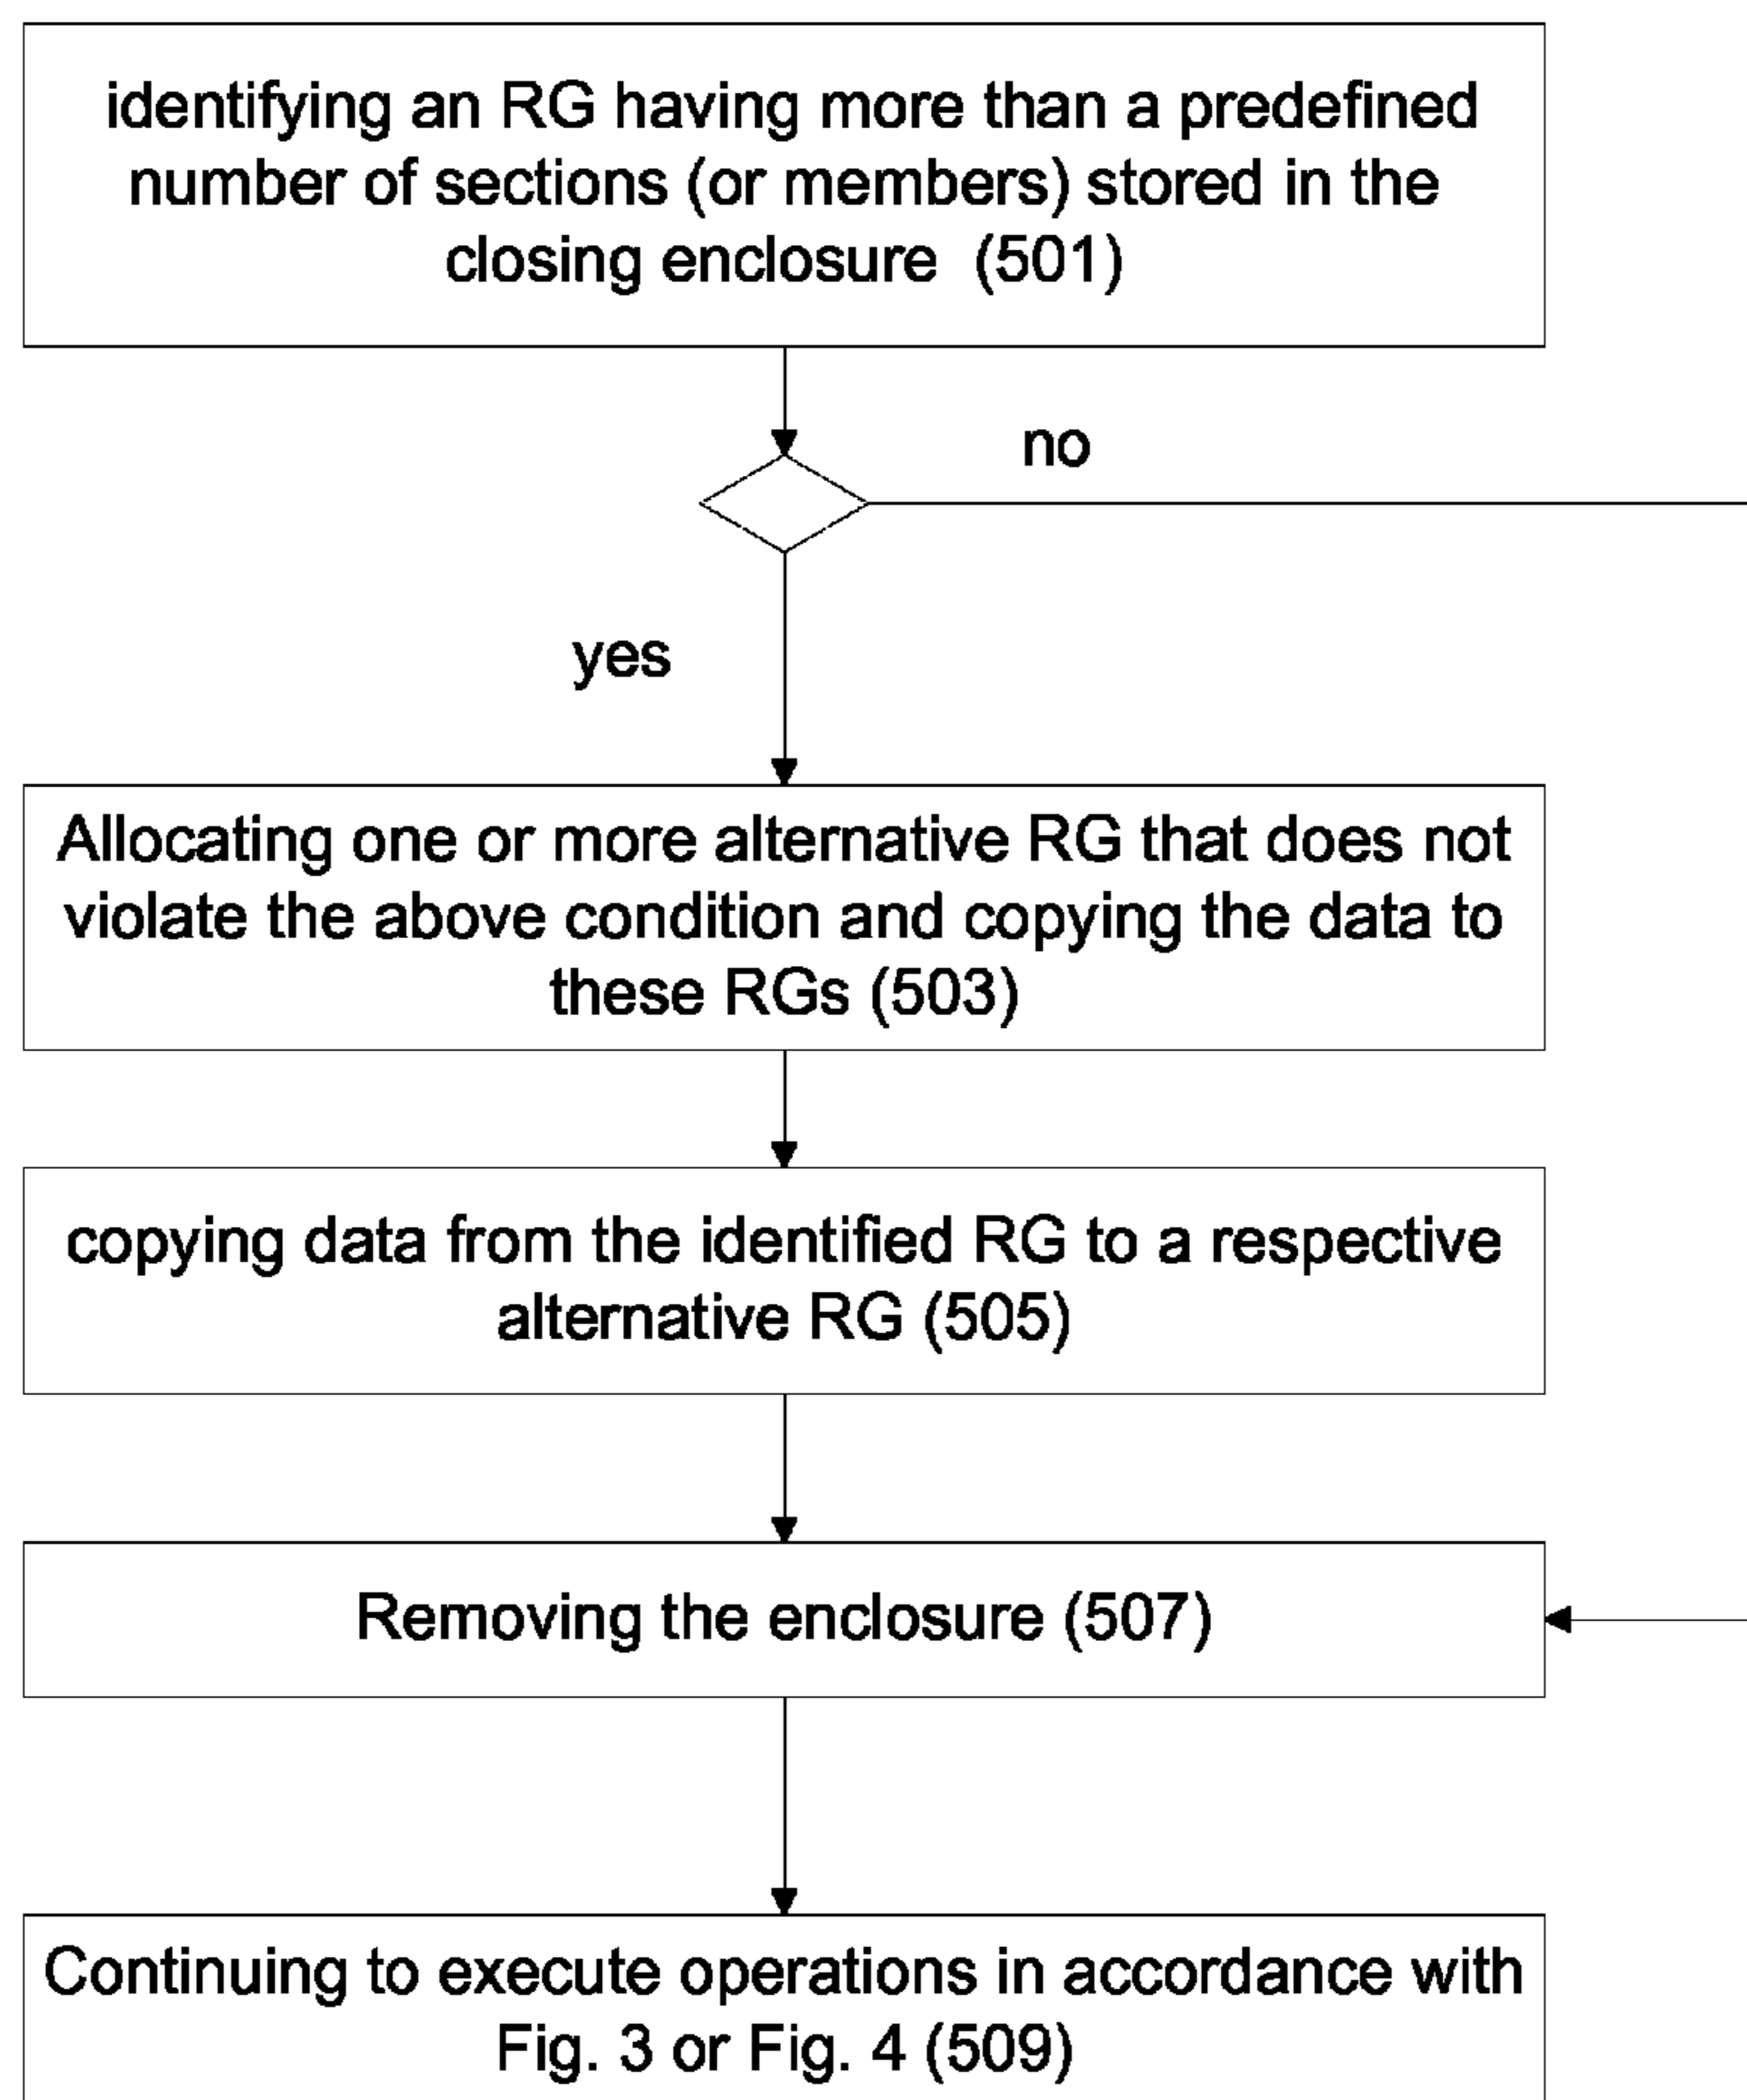 identifying an RG having more than a predefined
number of sections (or members) stored in the
closing enclosure (501)
no
yes
Allocating one or more alternative RG that does not
violate the above condition and copying the data to
these RGs (503)
copying data from the identified RG to a respective
alternative RG (505)
Removing the enclosure (507)
Continuing to execute operations in accordance with
Fig. 3 or Fig. 4 (509)